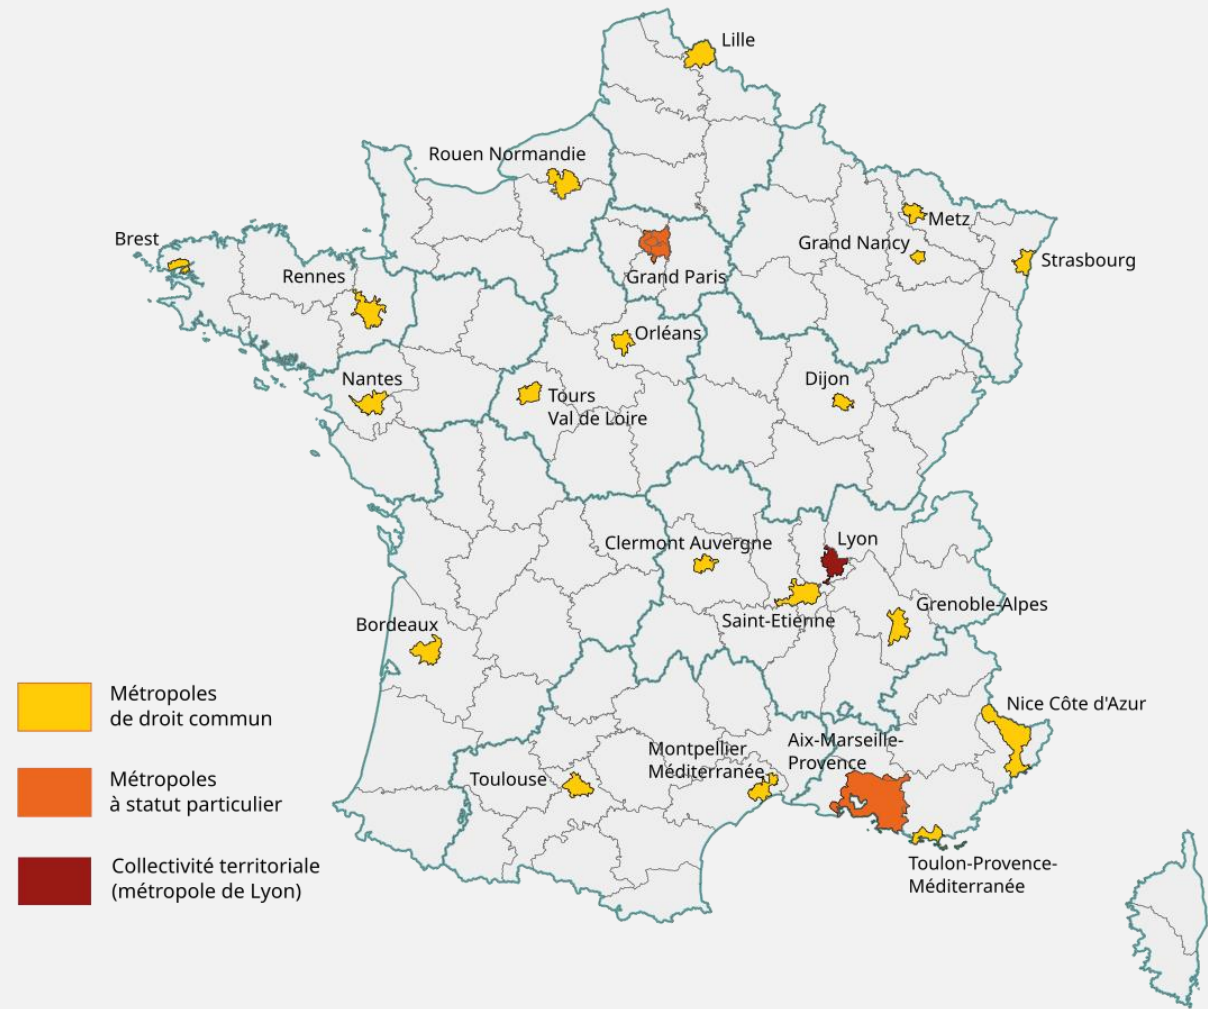 Lille
Rouen Normandie
Metz
Brest
Grand Nancy
Strasbourg
Rennes
Grand Paris
Orléans
Nantes
Dijon
Tours
Val de Loire
Clermont Auvergne
Lyon
Grenoble-Alpes
Saint-Etienne
Bordeaux
Métropoles
de droit commun
Nice Côte d'Azur
Montpellier
Méditerranée
Aix-Marseille-
Provence
Toulouse
Métropoles
à statut particulier
Toulon-Provence-
Méditerranée
Collectivité territoriale
(métropole de Lyon)